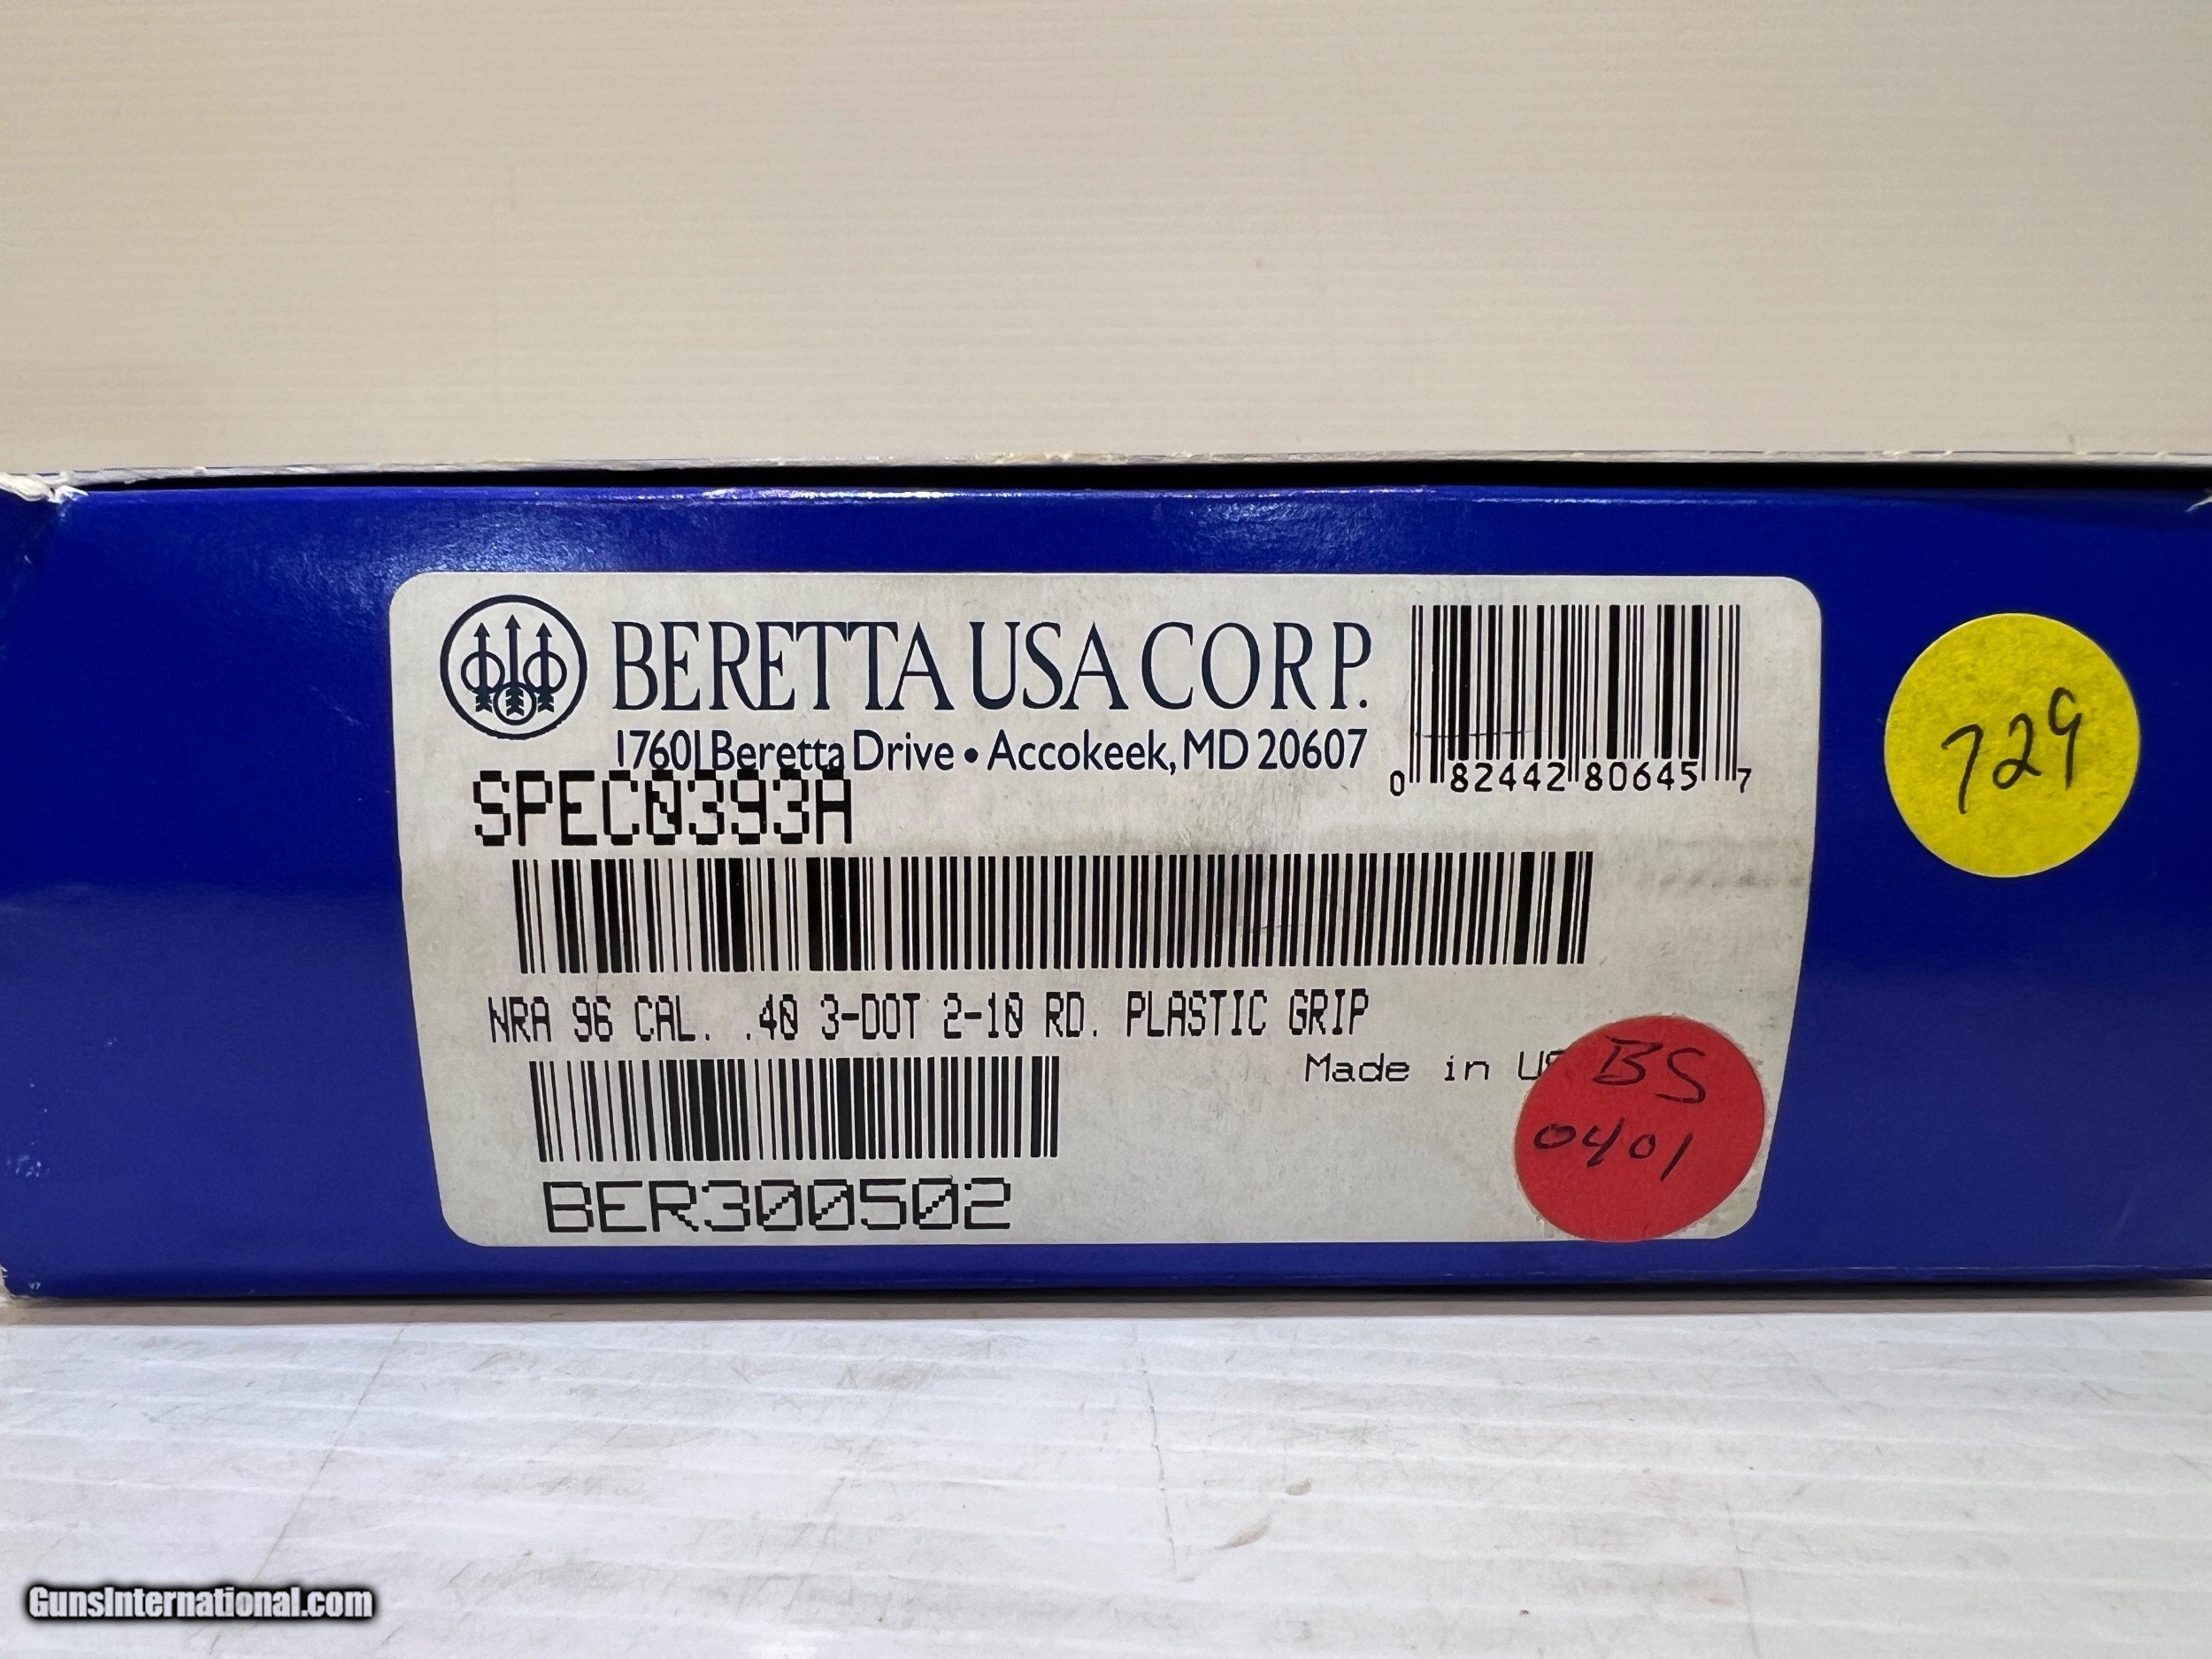 BERETTA USA CORP.
17601 Beretta Drive • Accokeek, MD 20607
0 82442 80645 7
SPEC0393A
NRA 96 CAL. .40 3-DOT 2-10 RD. PLASTIC GRIP
Made in US
BER300502
729
BS
0401
GunsInternational.com